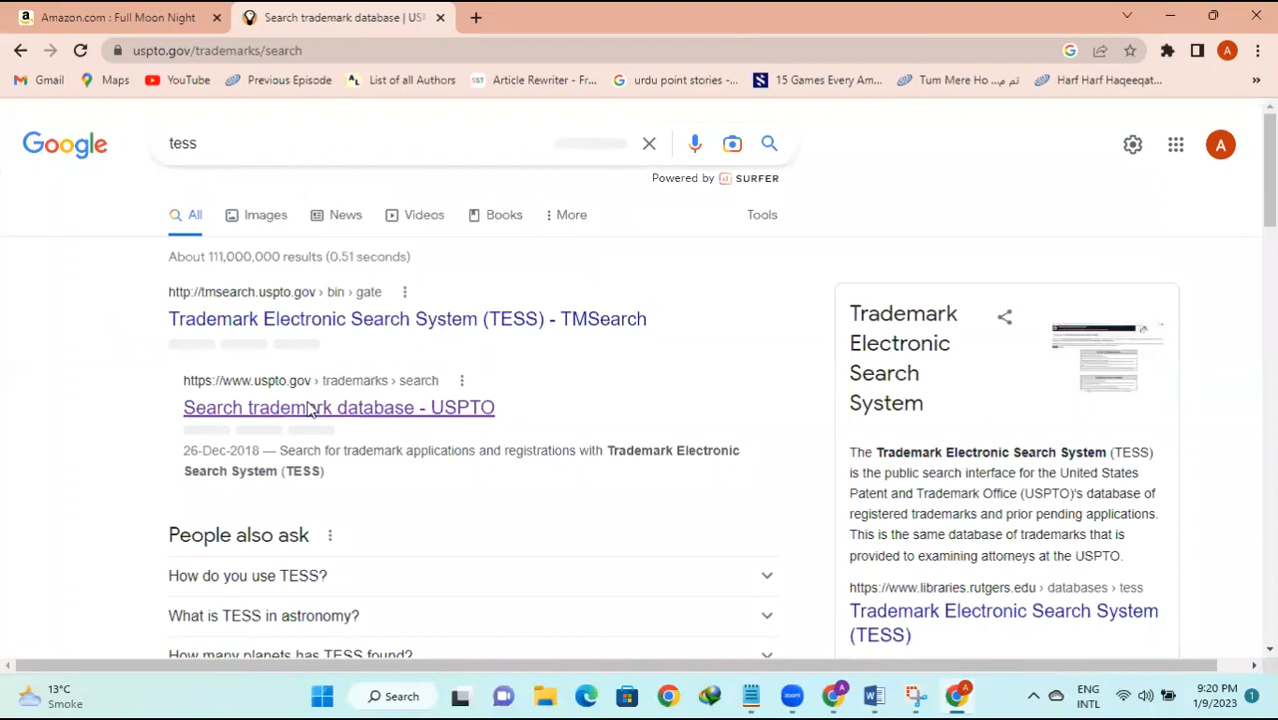 Amazon.com : Full Moon Night
Search trademark database | USP
uspto.gov/trademarks/search
A
Gmail
Maps
YouTube
Previous Episode
List of all Authors
Article Rewriter - Fr...
urdu point stories -...
15 Games Every Am...
Tum Mere Ho ...تم م
Harf Harf Haqeeqat...
Google
tess
A
Powered by SURFER
All
Images
News
Videos
Books
More
Tools
About 111,000,000 results (0.51 seconds)
http://tmsearch.uspto.gov › bin › gate
Trademark Electronic Search System (TESS) - TMSearch
https://www.uspto.gov › trademarks › search
Search trademark database - USPTO
26-Dec-2018 — Search for trademark applications and registrations with Trademark Electronic
Search System (TESS)
People also ask
How do you use TESS?
What is TESS in astronomy?
How many planets has TESS found?
Trademark
Electronic
Search
System
The Trademark Electronic Search System (TESS)
is the public search interface for the United States
Patent and Trademark Office (USPTO)'s database of
registered trademarks and prior pending applications.
This is the same database of trademarks that is
provided to examining attorneys at the USPTO.
https://www.libraries.rutgers.edu › databases › tess
Trademark Electronic Search System
(TESS)
13°C
Smoke
Search
zoom
ENG
INTL
9:20 PM
1/9/2023
1